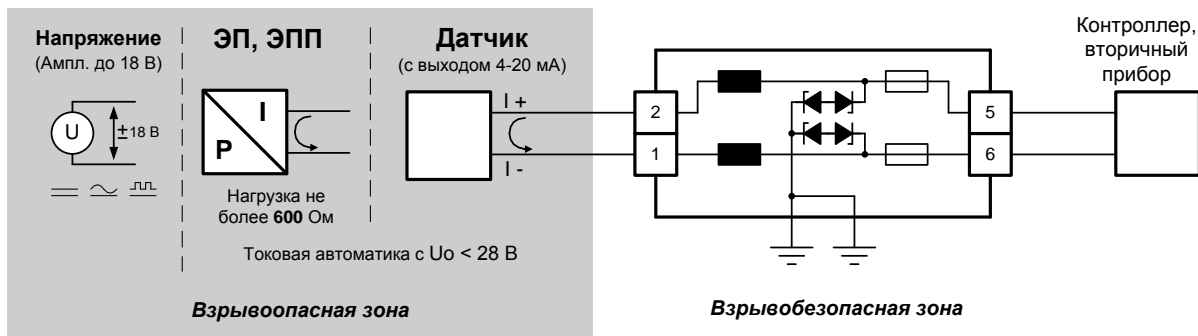 Напряжение
(Ампл. до 18 В)
U
±18 В
ЭП, ЭПП
I
P
Нагрузка не
более 600 Ом
Датчик
(с выходом 4-20 мА)
I +
I -
Токовая автоматика с Uo < 28 В
Взрывоопасная зона
2
1
5
6
Контроллер,
вторичный
прибор
Взрывобезопасная зона